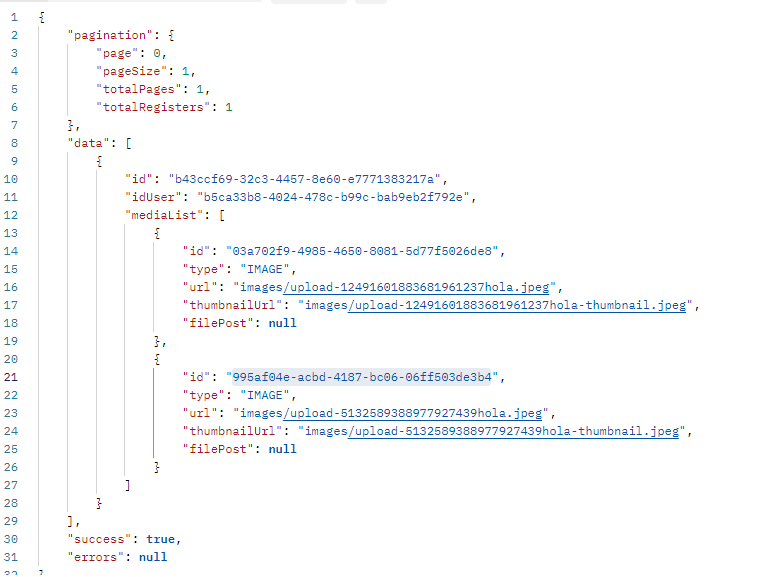 1 {
2 "pagination": {
3 "page": 0,
4 "pageSize": 1,
5 "totalPages": 1,
6 "totalRegisters": 1
7 },
8 "data": [
9 {
10 "id": "b43ccf69-32c3-4457-8e60-e7771383217a",
11 "idUser": "b5ca33b8-4024-478c-b99c-bab9eb2f792e",
12 "mediaList": [
13 {
14 "id": "03a702f9-4985-4650-8081-5d77f5026de8",
15 "type": "IMAGE",
16 "url": "images/upload-12491601883681961237hola.jpeg",
17 "thumbnailUrl": "images/upload-12491601883681961237hola-thumbnail.jpeg",
18 "filePost": null
19 },
20 {
21 "id": "995af04e-acbd-4187-bc06-06ff503de3b4",
22 "type": "IMAGE",
23 "url": "images/upload-5132589388977927439hola.jpeg",
24 "thumbnailUrl": "images/upload-5132589388977927439hola-thumbnail.jpeg",
25 "filePost": null
26 }
27 ]
28 }
29 ],
30 "success": true,
31 "errors": null
32 }